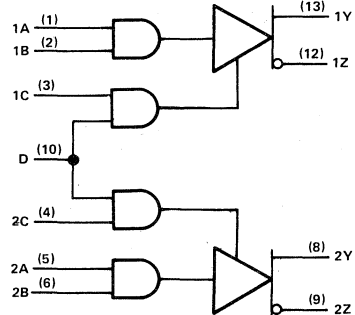 1A (1)
1B (2)
1C (3)
D (10)
2C (4)
2A (5)
2B (6)
(13) 1Y
(12) 1Z
(8) 2Y
(9) 2Z